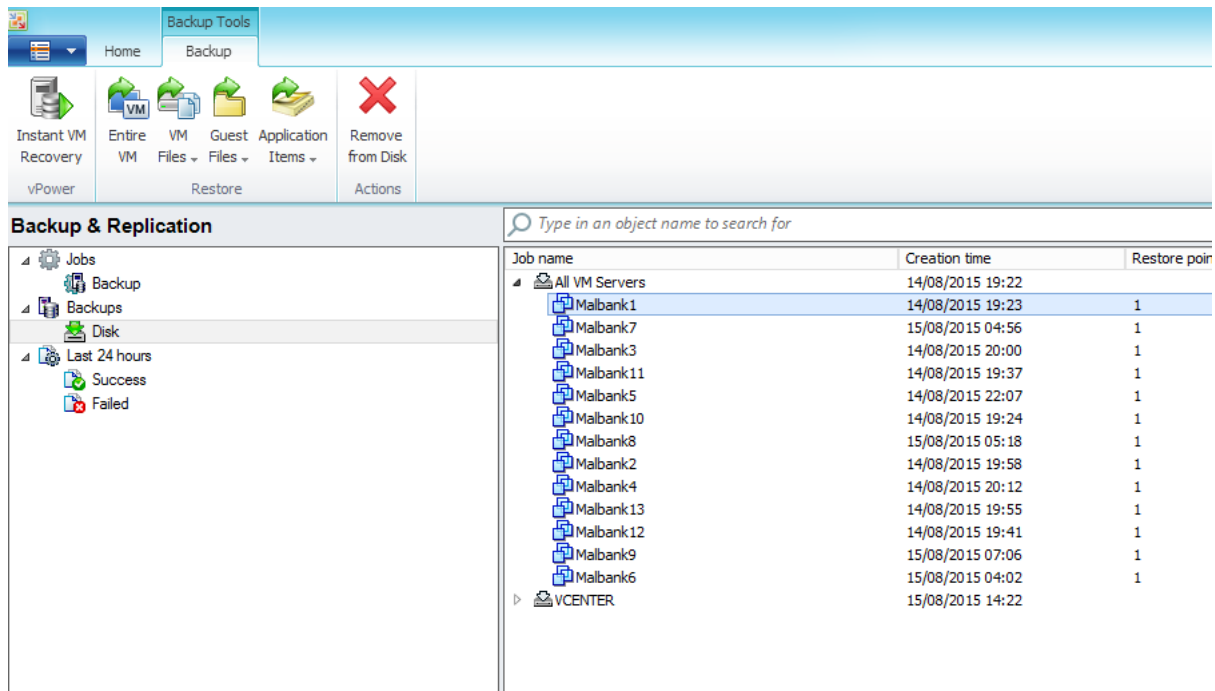 Backup Tools
Home Backup
Instant VM Recovery
Entire VM
VM Files
Guest Files
Application Items
Remove from Disk
vPower Restore Actions
Backup & Replication
Jobs
Backup
Backups
Disk
Last 24 hours
Success
Failed
Type in an object name to search for
Job name Creation time Restore poin
All VM Servers 14/08/2015 19:22
Malbank1 14/08/2015 19:23 1
Malbank7 15/08/2015 04:56 1
Malbank3 14/08/2015 20:00 1
Malbank11 14/08/2015 19:37 1
Malbank5 14/08/2015 22:07 1
Malbank10 14/08/2015 19:24 1
Malbank8 15/08/2015 05:18 1
Malbank2 14/08/2015 19:58 1
Malbank4 14/08/2015 20:12 1
Malbank13 14/08/2015 19:55 1
Malbank12 14/08/2015 19:41 1
Malbank9 15/08/2015 07:06 1
Malbank6 15/08/2015 04:02 1
VCENTER 15/08/2015 14:22